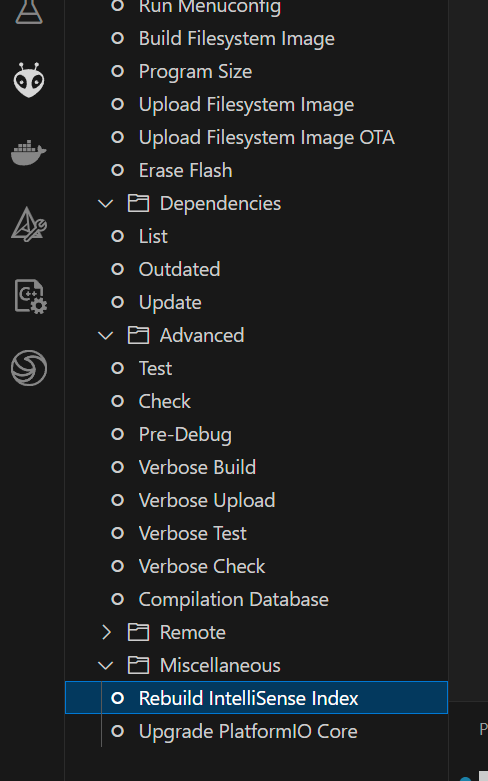 Run Menuconfig
Build Filesystem Image
Program Size
Upload Filesystem Image
Upload Filesystem Image OTA
Erase Flash
Dependencies
List
Outdated
Update
Advanced
Test
Check
Pre-Debug
Verbose Build
Verbose Upload
Verbose Test
Verbose Check
Compilation Database
Remote
Miscellaneous
Rebuild IntelliSense Index
Upgrade PlatformIO Core
C++
P